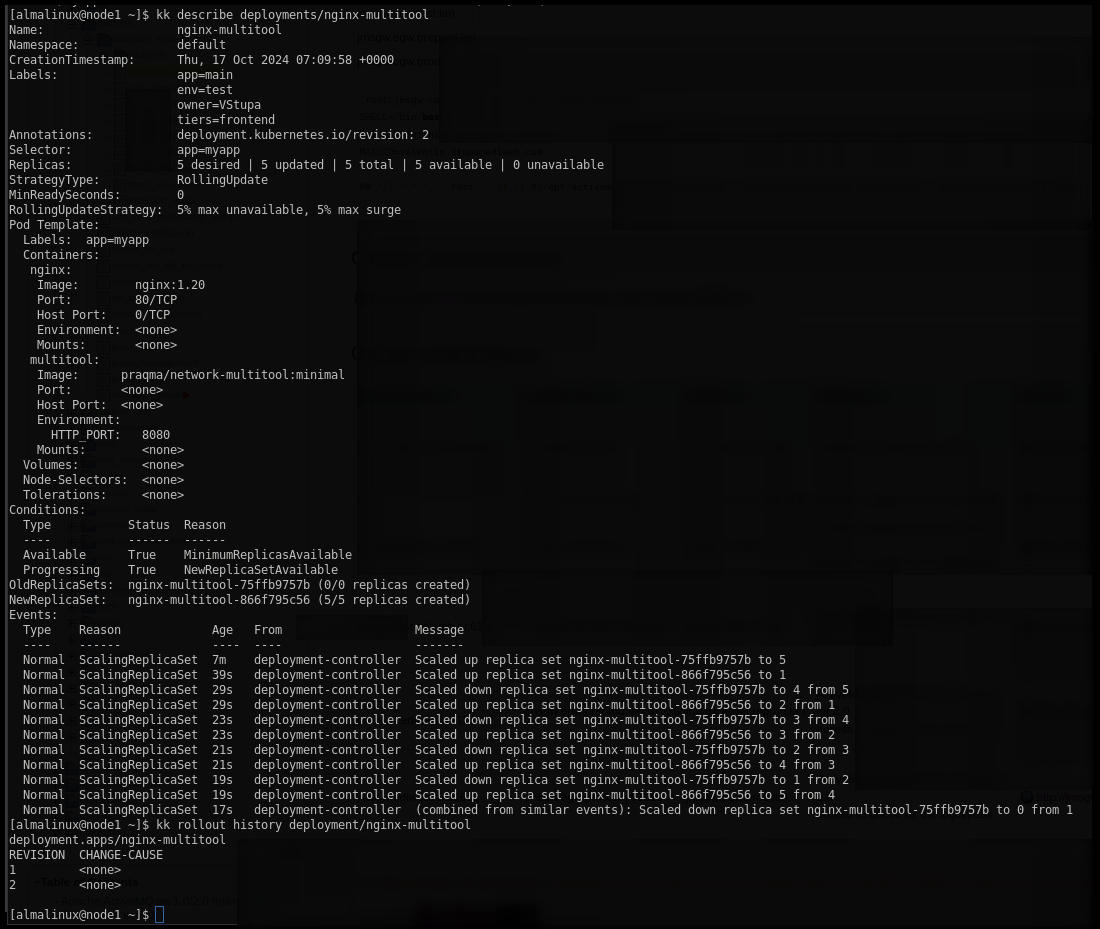 [almalinux@node1 ~]$ kk describe deployments/nginx-multitool
Name:                   nginx-multitool
Namespace:              default
CreationTimestamp:      Thu, 17 Oct 2024 07:09:58 +0000
Labels:                 app=main
                        env=test
                        owner=VStupa
                        tiers=frontend
Annotations:            deployment.kubernetes.io/revision: 2
Selector:               app=myapp
Replicas:               5 desired | 5 updated | 5 total | 5 available | 0 unavailable
StrategyType:           RollingUpdate
MinReadySeconds:        0
RollingUpdateStrategy:  5% max unavailable, 5% max surge
Pod Template:
  Labels:  app=myapp
  Containers:
   nginx:
    Image:        nginx:1.20
    Port:         80/TCP
    Host Port:    0/TCP
    Environment:  <none>
    Mounts:       <none>
   multitool:
    Image:      praqma/network-multitool:minimal
    Port:       <none>
    Host Port:  <none>
    Environment:
      HTTP_PORT:   8080
    Mounts:        <none>
  Volumes:         <none>
  Node-Selectors:  <none>
  Tolerations:     <none>
Conditions:
  Type           Status  Reason
  ----           ------  ------
  Available      True    MinimumReplicasAvailable
  Progressing    True    NewReplicaSetAvailable
OldReplicaSets:  nginx-multitool-75ffb9757b (0/0 replicas created)
NewReplicaSet:   nginx-multitool-866f795c56 (5/5 replicas created)
Events:
  Type    Reason             Age   From                   Message
  ----    ------             ----  ----                   -------
  Normal  ScalingReplicaSet  7m    deployment-controller  Scaled up replica set nginx-multitool-75ffb9757b to 5
  Normal  ScalingReplicaSet  39s   deployment-controller  Scaled up replica set nginx-multitool-866f795c56 to 1
  Normal  ScalingReplicaSet  29s   deployment-controller  Scaled down replica set nginx-multitool-75ffb9757b to 4 from 5
  Normal  ScalingReplicaSet  29s   deployment-controller  Scaled up replica set nginx-multitool-866f795c56 to 2 from 1
  Normal  ScalingReplicaSet  23s   deployment-controller  Scaled down replica set nginx-multitool-75ffb9757b to 3 from 4
  Normal  ScalingReplicaSet  23s   deployment-controller  Scaled up replica set nginx-multitool-866f795c56 to 3 from 2
  Normal  ScalingReplicaSet  21s   deployment-controller  Scaled down replica set nginx-multitool-75ffb9757b to 2 from 3
  Normal  ScalingReplicaSet  21s   deployment-controller  Scaled up replica set nginx-multitool-866f795c56 to 4 from 3
  Normal  ScalingReplicaSet  19s   deployment-controller  Scaled down replica set nginx-multitool-75ffb9757b to 1 from 2
  Normal  ScalingReplicaSet  19s   deployment-controller  Scaled up replica set nginx-multitool-866f795c56 to 5 from 4
  Normal  ScalingReplicaSet  17s   deployment-controller  (combined from similar events): Scaled down replica set nginx-multitool-75ffb9757b to 0 from 1
[almalinux@node1 ~]$ kk rollout history deployment/nginx-multitool
deployment.apps/nginx-multitool
REVISION  CHANGE-CAUSE
1         <none>
2         <none>
[almalinux@node1 ~]$